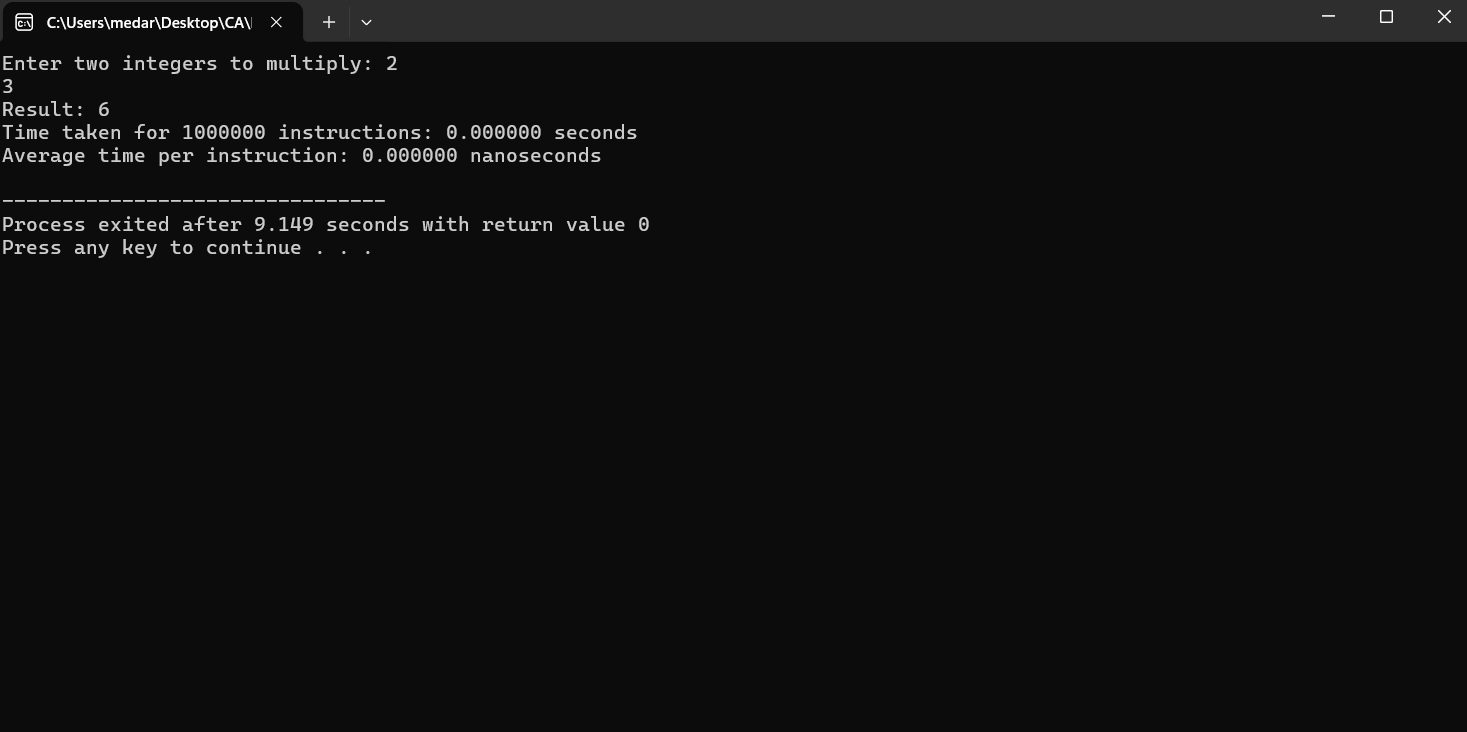 C:\Users\medar\Desktop\CA\
Enter two integers to multiply: 2
3
Result: 6
Time taken for 1000000 instructions: 0.000000 seconds
Average time per instruction: 0.000000 nanoseconds
--------------------------------
Process exited after 9.149 seconds with return value 0
Press any key to continue . . .